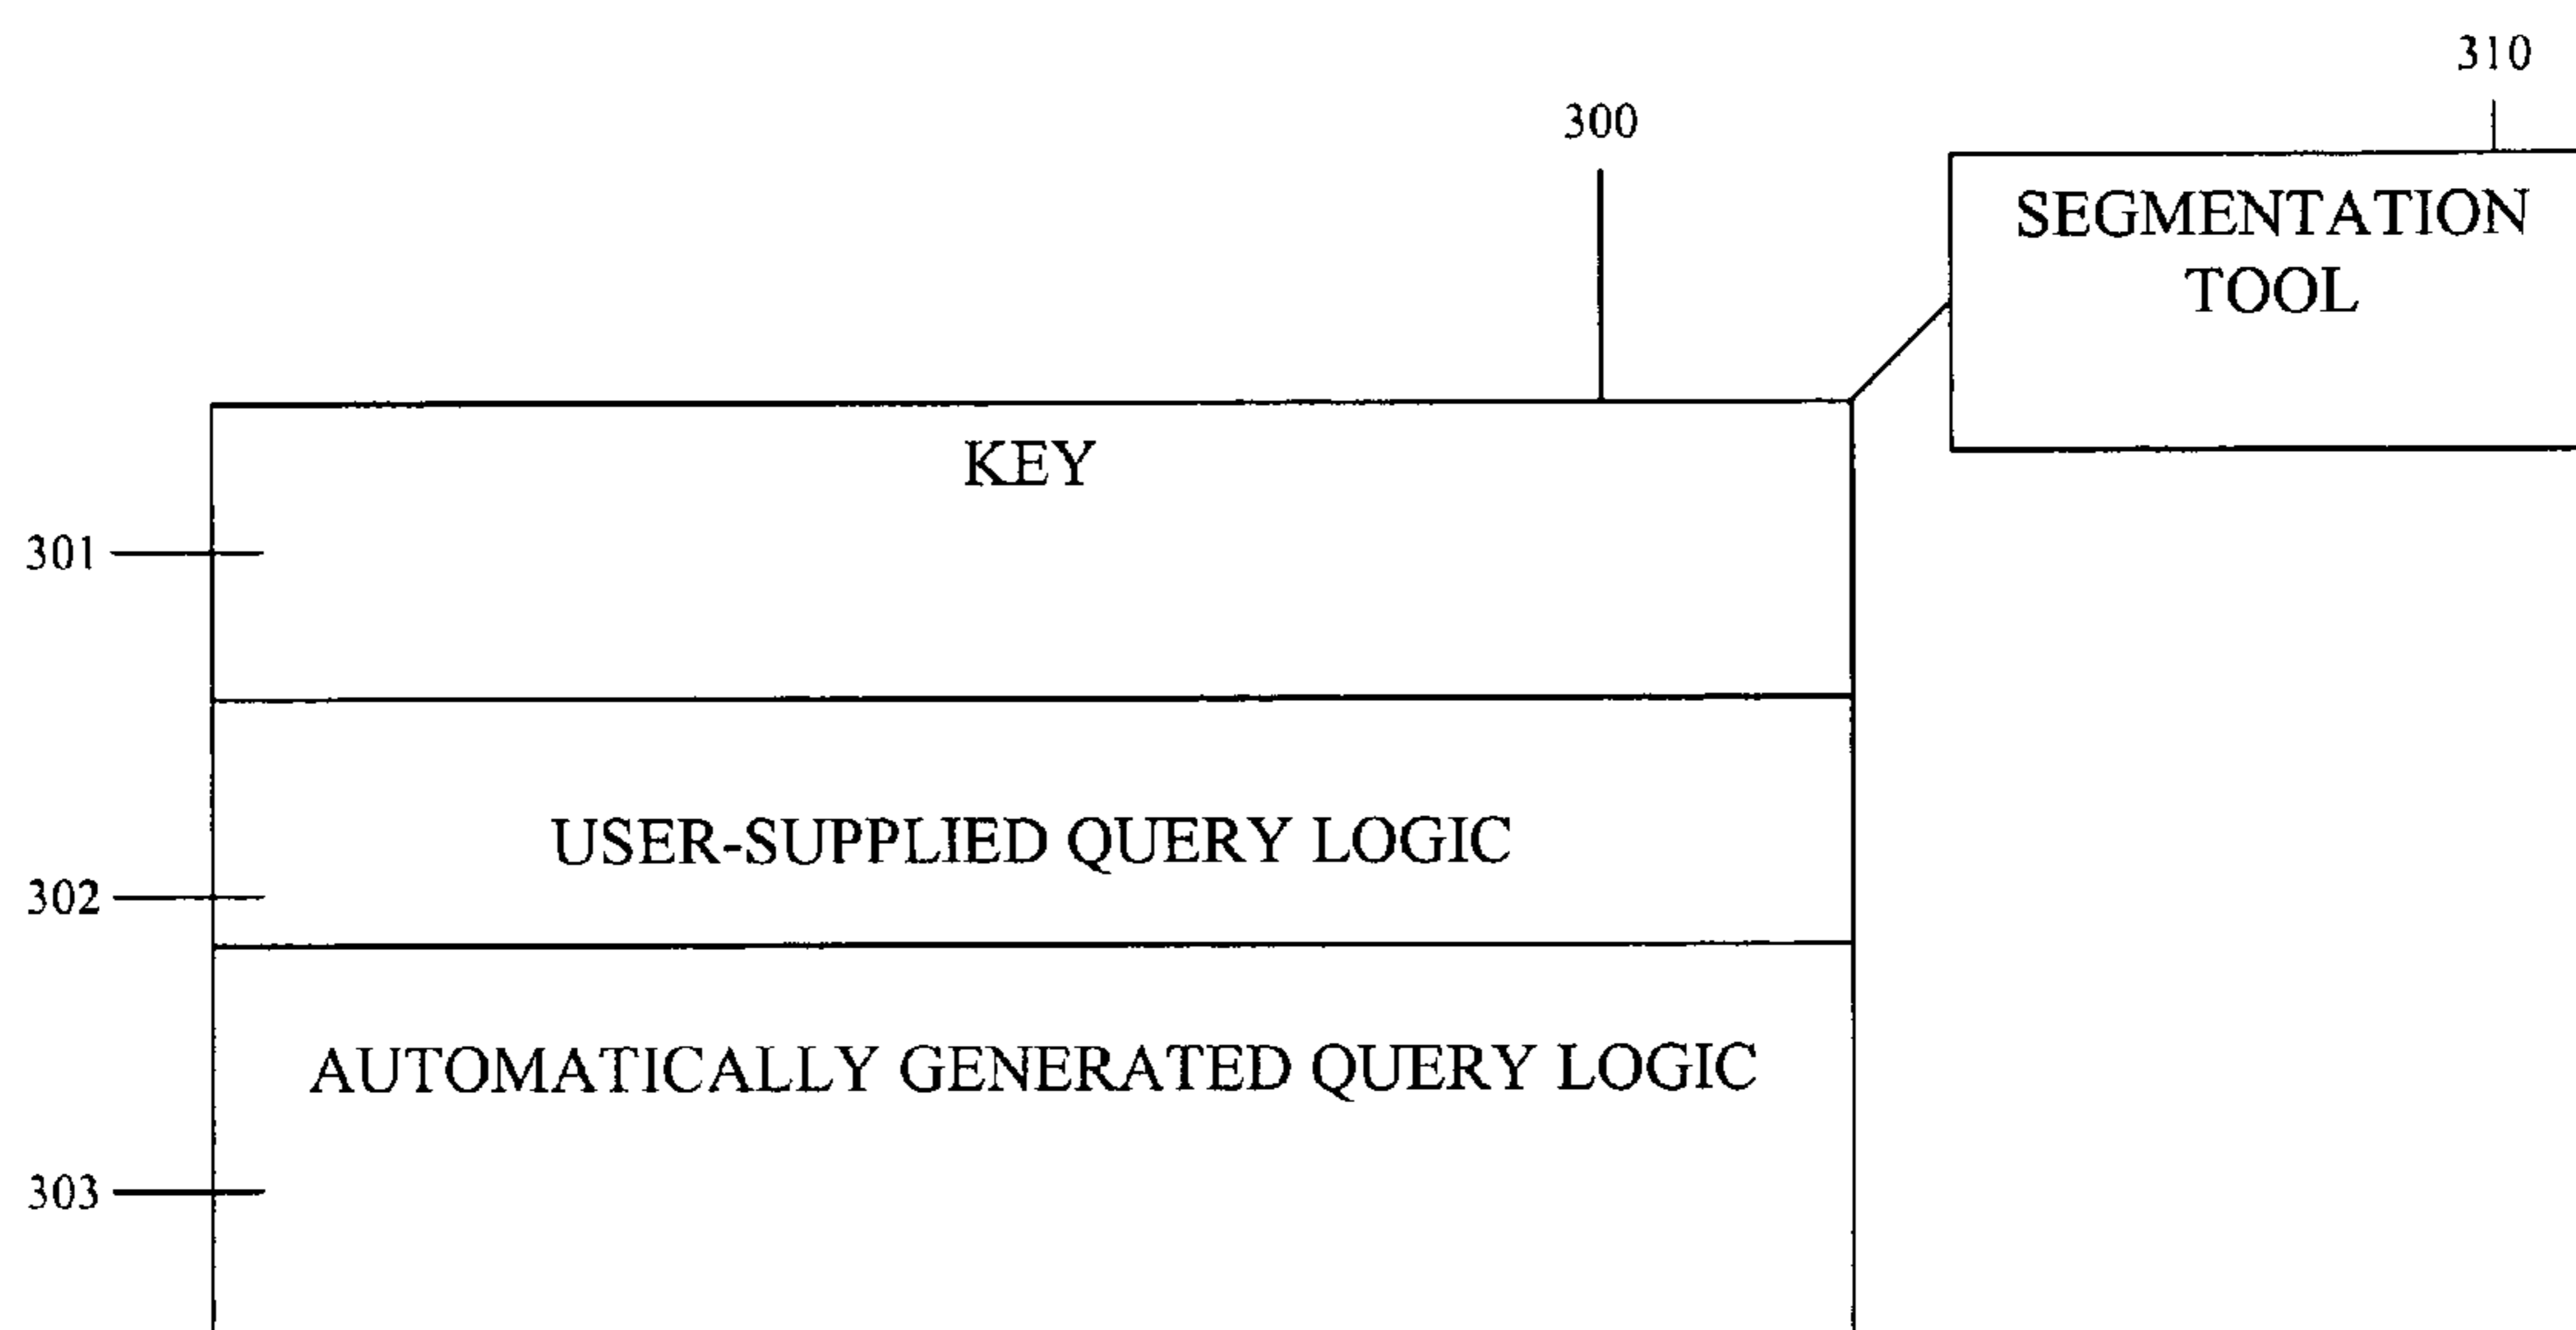 310
300
SEGMENTATION
TOOL
KEY
301
USER-SUPPLIED QUERY LOGIC
302
AUTOMATICALLY GENERATED QUERY LOGIC
303